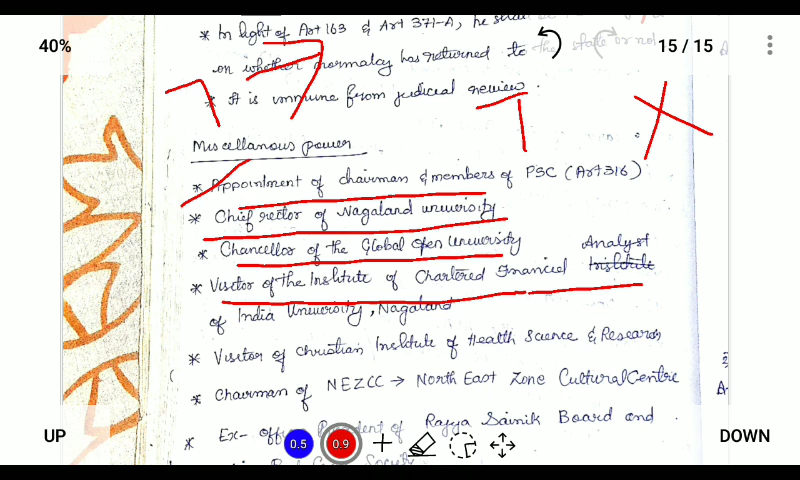 40%
15 / 15
* In light of Art 163 & Art 371-A, he
on whether normalcy has returned to the state or not
* It is immune from judicial review.
Miscellanous power
* Appointment of chairman & members of PSC (Art 316)
* Chief rector of Nagaland university
* Chancellor of the Global Open University
* Visitor of the Institute of Chartered Financial Analyst Institute
of India University, Nagaland
* Visitor of Christian Institute of Health Science & Research
* Chairman of NEZCC → North East Zone Cultural Centre
* Ex- President of Rajya Sainik Board and
UP
0.5
0.9
DOWN